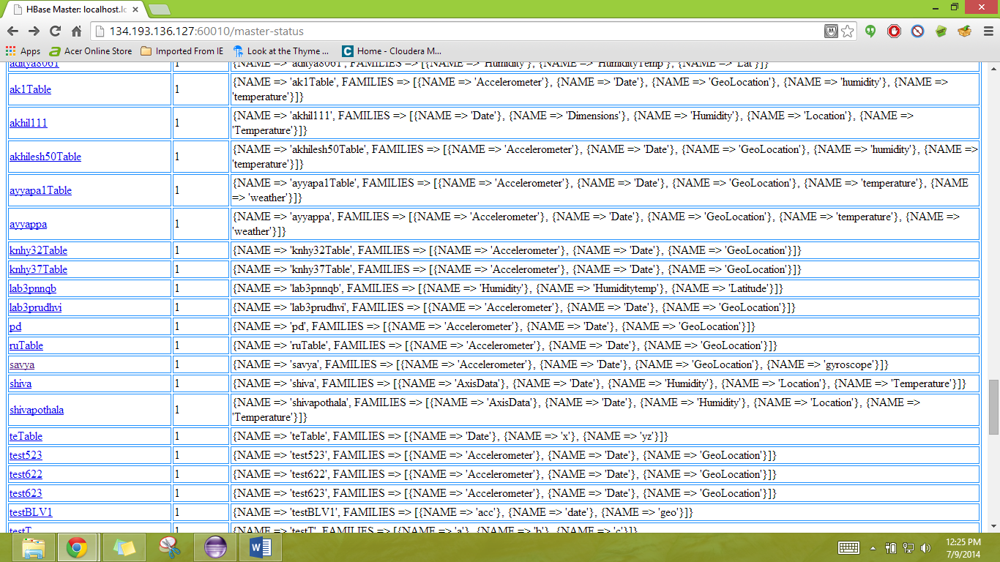 HBase Master: localhost.lc
134.193.136.127:60010/master-status
Apps Acer Online Store Imported From IE Look at the Thyme ... Home - Cloudera M...
aditya8061 1 {NAME => 'aditya8061', FAMILIES => [{NAME => 'Humidity'}, {NAME => 'HumidityTemp'}, {NAME => 'Lat'}]}
ak1Table 1 {NAME => 'ak1Table', FAMILIES => [{NAME => 'Accelerometer'}, {NAME => 'Date'}, {NAME => 'GeoLocation'}, {NAME => 'humidity'}, {NAME =>
'temperature'}]}
akhil111 1 {NAME => 'akhil111', FAMILIES => [{NAME => 'Date'}, {NAME => 'Dimensions'}, {NAME => 'Humidity'}, {NAME => 'Location'}, {NAME =>
'Temperature'}]}
akhilesh50Table 1 {NAME => 'akhilesh50Table', FAMILIES => [{NAME => 'Accelerometer'}, {NAME => 'Date'}, {NAME => 'GeoLocation'}, {NAME => 'humidity'}, {NAME =>
'temperature'}]}
ayyapa1Table 1 {NAME => 'ayyapa1Table', FAMILIES => [{NAME => 'Accelerometer'}, {NAME => 'Date'}, {NAME => 'GeoLocation'}, {NAME => 'temperature'}, {NAME
=> 'weather'}]}
ayyappa 1 {NAME => 'ayyappa', FAMILIES => [{NAME => 'Accelerometer'}, {NAME => 'Date'}, {NAME => 'GeoLocation'}, {NAME => 'temperature'}, {NAME =>
'weather'}]}
knhy32Table 1 {NAME => 'knhy32Table', FAMILIES => [{NAME => 'Accelerometer'}, {NAME => 'Date'}, {NAME => 'GeoLocation'}]}
knhy37Table 1 {NAME => 'knhy37Table', FAMILIES => [{NAME => 'Accelerometer'}, {NAME => 'Date'}, {NAME => 'GeoLocation'}]}
lab3pnnqb 1 {NAME => 'lab3pnnqb', FAMILIES => [{NAME => 'Humidity'}, {NAME => 'Humiditytemp'}, {NAME => 'Latitude'}]}
lab3prudhvi 1 {NAME => 'lab3prudhvi', FAMILIES => [{NAME => 'Accelerometer'}, {NAME => 'Date'}, {NAME => 'GeoLocation'}]}
pd 1 {NAME => 'pd', FAMILIES => [{NAME => 'Accelerometer'}, {NAME => 'Date'}, {NAME => 'GeoLocation'}]}
ruTable 1 {NAME => 'ruTable', FAMILIES => [{NAME => 'Accelerometer'}, {NAME => 'Date'}, {NAME => 'GeoLocation'}]}
savya 1 {NAME => 'savya', FAMILIES => [{NAME => 'Accelerometer'}, {NAME => 'Date'}, {NAME => 'GeoLocation'}, {NAME => 'gyroscope'}]}
shiva 1 {NAME => 'shiva', FAMILIES => [{NAME => 'AxisData'}, {NAME => 'Date'}, {NAME => 'Humidity'}, {NAME => 'Location'}, {NAME => 'Temperature'}]}
shivapothala 1 {NAME => 'shivapothala', FAMILIES => [{NAME => 'AxisData'}, {NAME => 'Date'}, {NAME => 'Humidity'}, {NAME => 'Location'}, {NAME =>
'Temperature'}]}
teTable 1 {NAME => 'teTable', FAMILIES => [{NAME => 'Date'}, {NAME => 'x'}, {NAME => 'yz'}]}
test523 1 {NAME => 'test523', FAMILIES => [{NAME => 'Accelerometer'}, {NAME => 'Date'}, {NAME => 'GeoLocation'}]}
test622 1 {NAME => 'test622', FAMILIES => [{NAME => 'Accelerometer'}, {NAME => 'Date'}, {NAME => 'GeoLocation'}]}
test623 1 {NAME => 'test623', FAMILIES => [{NAME => 'Accelerometer'}, {NAME => 'Date'}, {NAME => 'GeoLocation'}]}
testBLV1 1 {NAME => 'testBLV1', FAMILIES => [{NAME => 'acc'}, {NAME => 'date'}, {NAME => 'geo'}]}
testT 1 {NAME => 'testT', FAMILIES => [{NAME => 'a'}, {NAME => 'b'}, {NAME => 'c'}]}
12:25 PM
7/9/2014